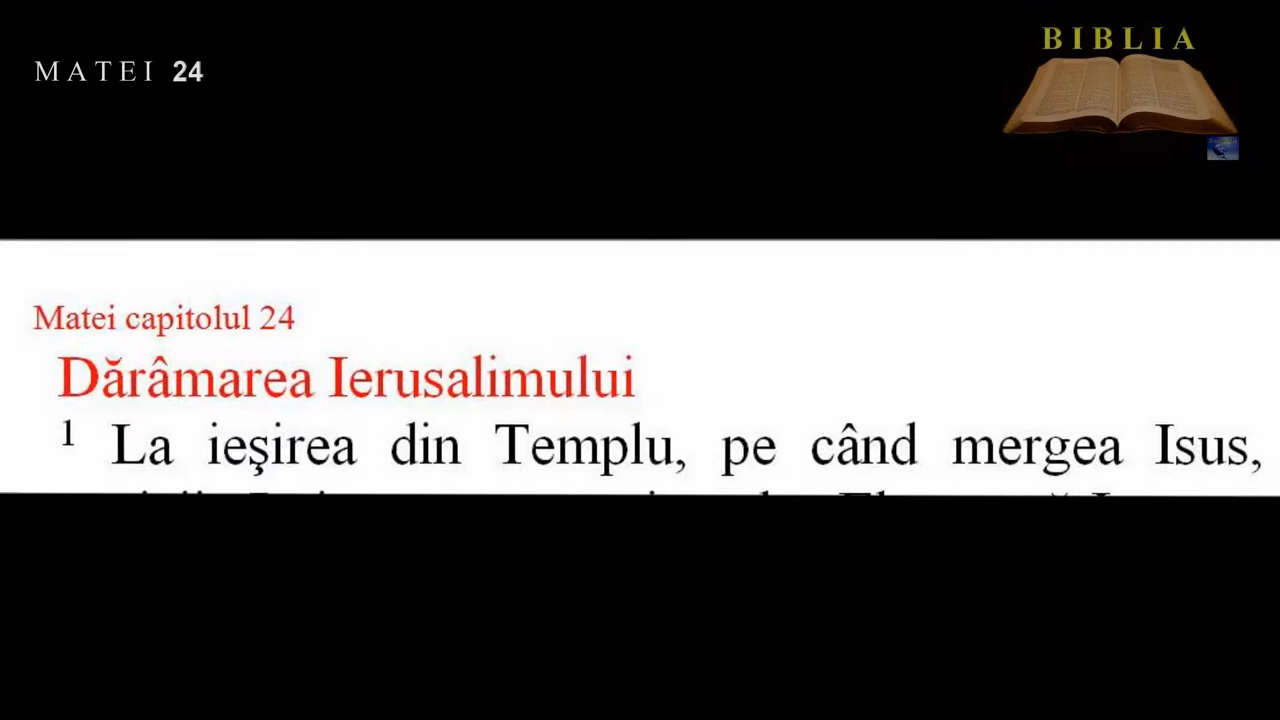 BIBLIA
MATEI 24
Matei capitolul 24
Dărâmarea Ierusalimului
1 La ieşirea din Templu, pe când mergea Isus,